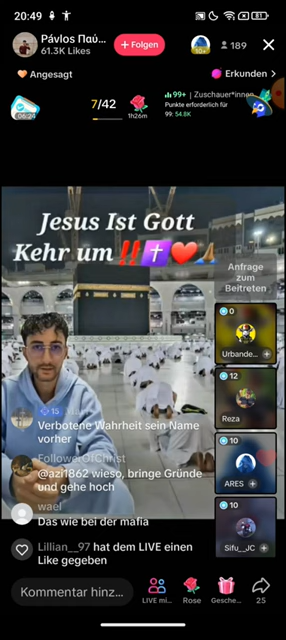 20:49
81
Pávlos Παύ...
61.3K Likes
+ Folgen
10+
189
Angesagt
Erkunden >
06:24
7/42
1h26m
99+ | Zuschauer*innen
Punkte erforderlich für
99: 54.8K
Jesus Ist Gott
Kehr um‼️✝️❤️🙏
Anfrage
zum
Beitreten
0
Urbande...
12
Reza
10
ARES
10
Sifu__JC
15
Verbotene Wahrheit sein Name
vorher
FollowerOfChrist
@azi1862 wieso, bringe Gründe
und gehe hoch
wael
Das wie bei der mafia
Lillian__97 hat dem LIVE einen
Like gegeben
Kommentar hinz...
LIVE mi...
Rose
Gesche...
25